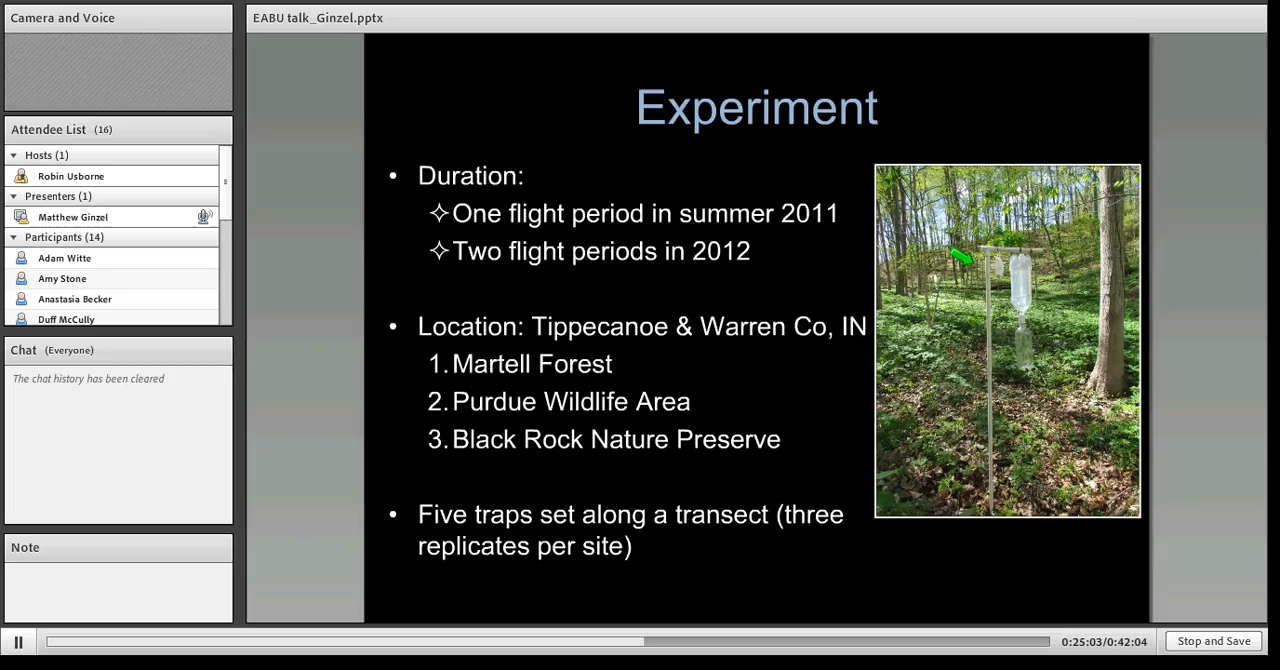 Camera and Voice
Attendee List (16)
Hosts (1)
Robin Usborne
Presenters (1)
Matthew Ginzel
Participants (14)
Adam Witte
Amy Stone
Anastasia Becker
Duff McCully
Chat (Everyone)
The chat history has been cleared
Note
EABU talk_Ginzel.pptx
Experiment
• Duration:
✧One flight period in summer 2011
✧Two flight periods in 2012
• Location: Tippecanoe & Warren Co, IN
1. Martell Forest
2. Purdue Wildlife Area
3. Black Rock Nature Preserve
• Five traps set along a transect (three
replicates per site)
0:25:03/0:42:04
Stop and Save